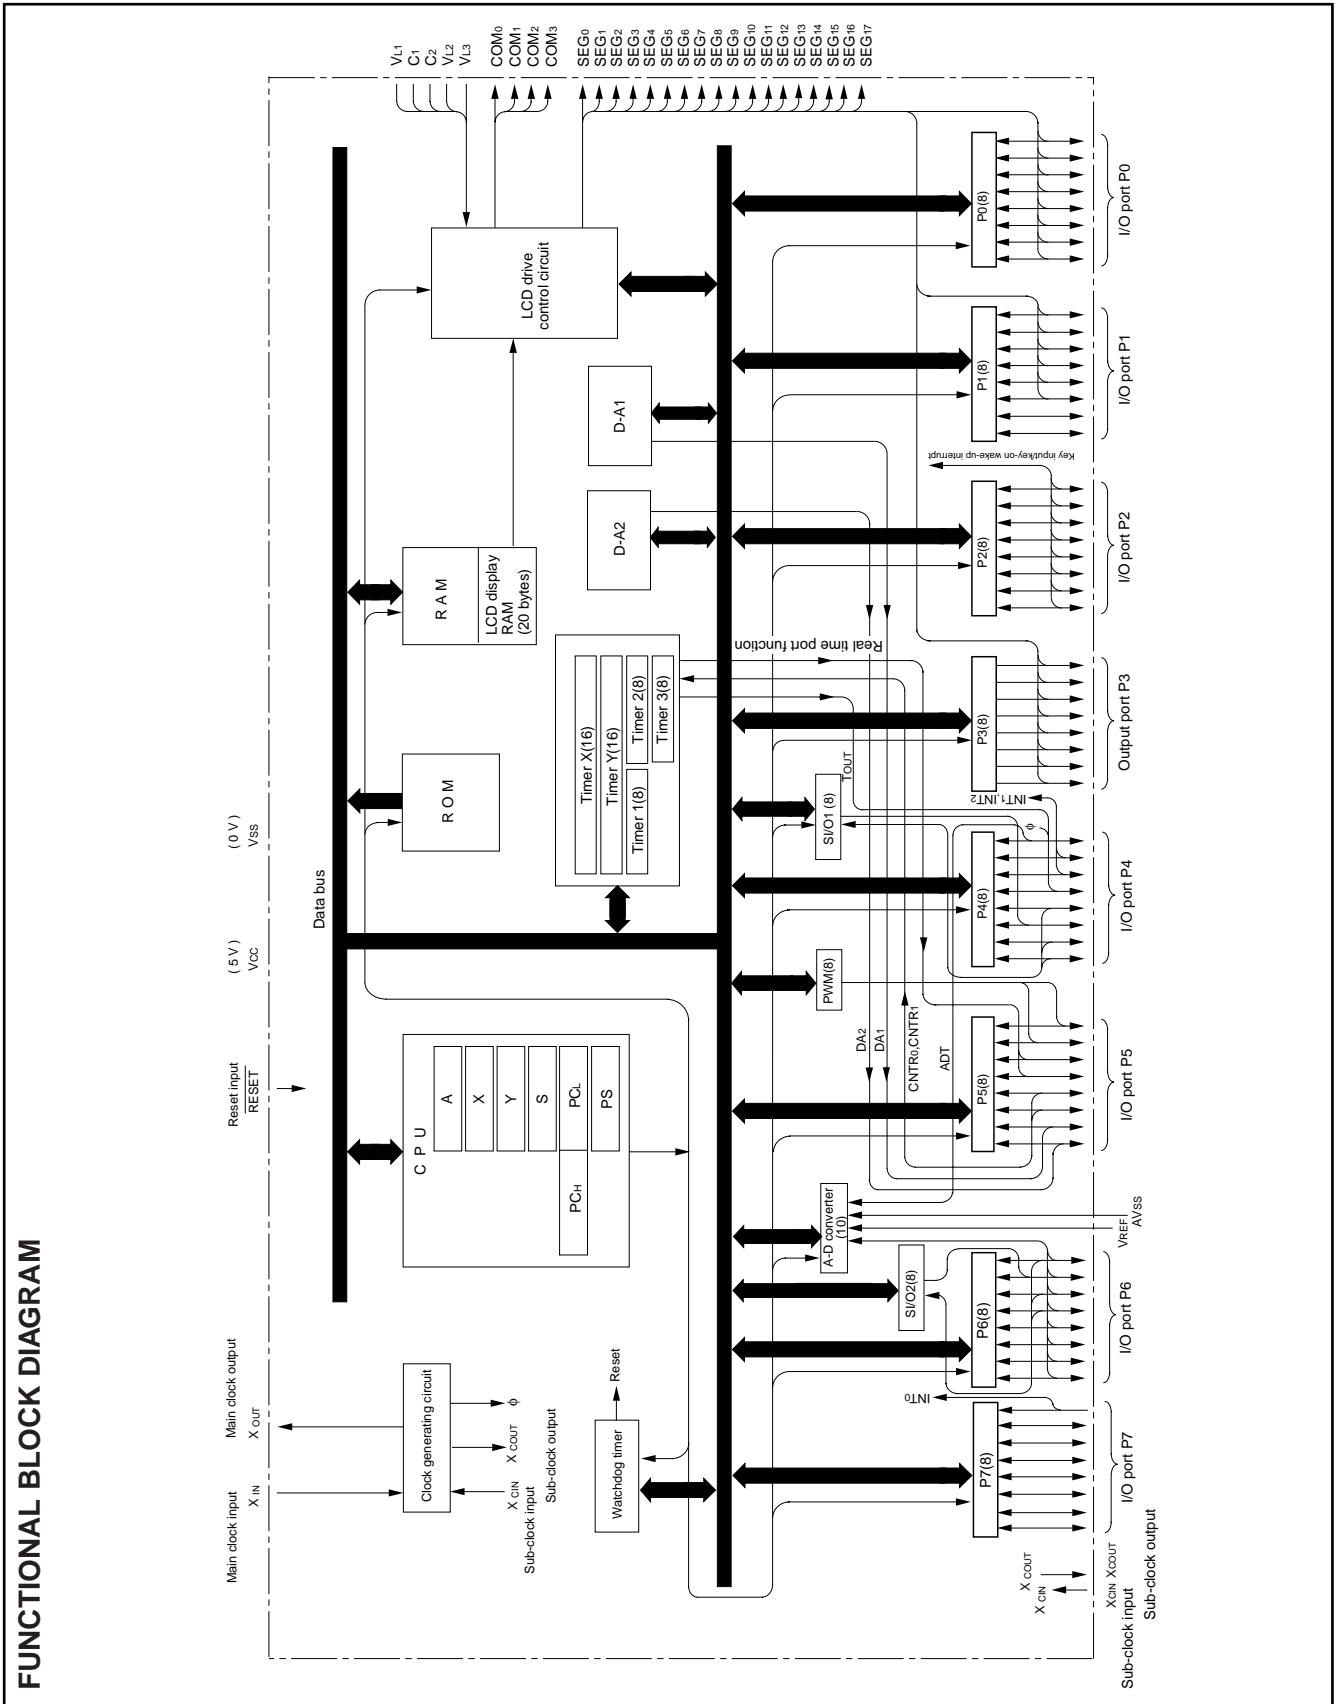 FUNCTIONAL BLOCK DIAGRAM
Main clock input
X IN
Main clock output
X OUT
Reset input
RESET
( 5 V )
VCC
( 0 V )
VSS
VL1
C1
C2
VL2
VL3
COM0
COM1
COM2
COM3
SEG0
SEG1
SEG2
SEG3
SEG4
SEG5
SEG6
SEG7
SEG8
SEG9
SEG10
SEG11
SEG12
SEG13
SEG14
SEG15
SEG16
SEG17
Data bus
Clock generating circuit
X CIN
Sub-clock input
X COUT
Sub-clock output
φ
C P U
A
X
Y
S
PCH
PCL
PS
R O M
R A M
LCD display
RAM
(20 bytes)
LCD drive
control circuit
Timer X(16)
Timer Y(16)
Timer 1(8)
Timer 2(8)
Timer 3(8)
D-A2
D-A1
Watchdog timer
Reset
Real time port function
SI/O2(8)
A-D converter
(10)
PWM(8)
SI/O1 (8)
TOUT
DA2
DA1
CNTR0,CNTR1
ADT
INT0
φ
INT1,INT2
Key input/key-on wake-up interrupt
P7(8)
P6(8)
P5(8)
P4(8)
P3(8)
P2(8)
P1(8)
P0(8)
VREF
AVSS
X CIN
X COUT
XCIN
XCOUT
Sub-clock input
Sub-clock output
I/O port P7
I/O port P6
I/O port P5
I/O port P4
Output port P3
I/O port P2
I/O port P1
I/O port P0